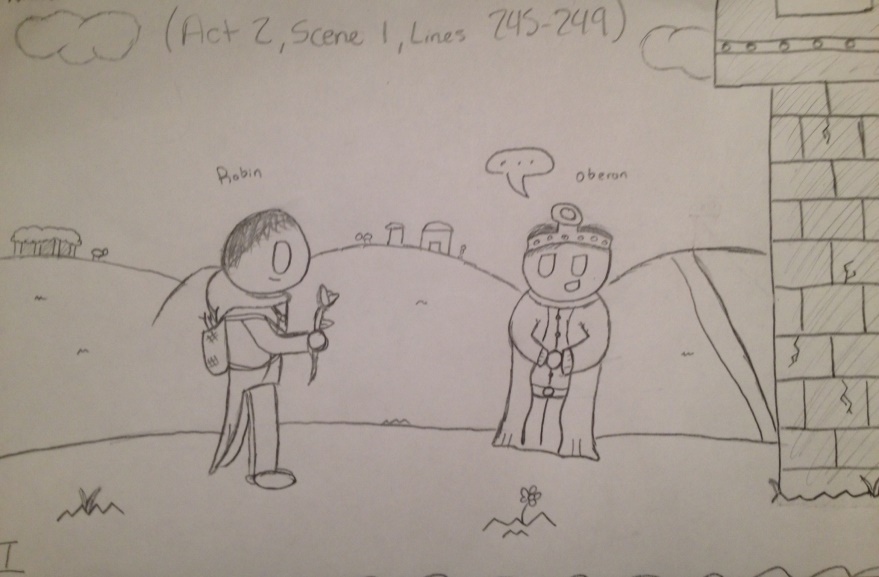 (Act 2, Scene 1, Lines 245-249)
Robin
...
Oberon
I